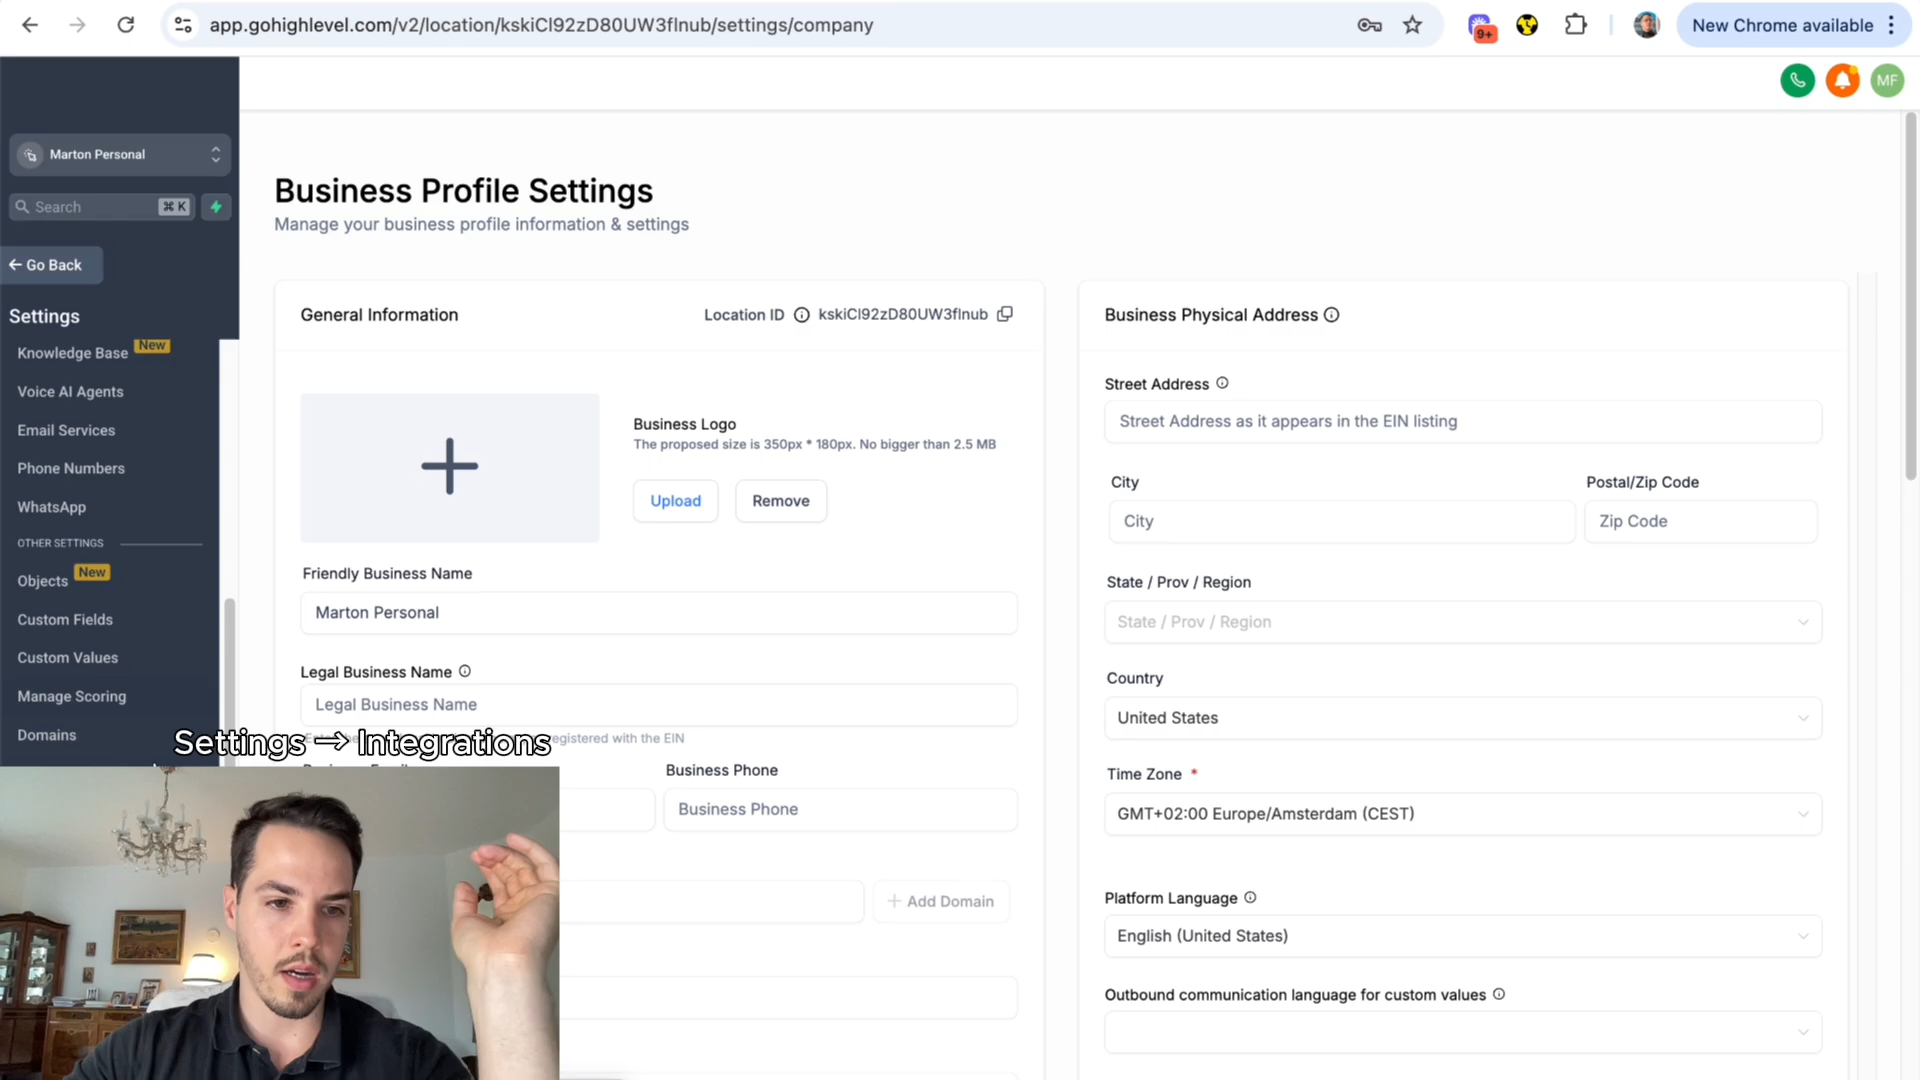 app.gohighlevel.com/v2/location/kskiCl92zD80UW3flnub/settings/company
9+
New Chrome available
MF
Marton Personal
Search
⌘ K
Go Back
Settings
Knowledge Base New
Voice AI Agents
Email Services
Phone Numbers
WhatsApp
OTHER SETTINGS
Objects New
Custom Fields
Custom Values
Manage Scoring
Domains
Business Profile Settings
Manage your business profile information & settings
General Information
Location ID kskiCl92zD80UW3flnub
Business Logo
The proposed size is 350px * 180px. No bigger than 2.5 MB
Upload
Remove
Friendly Business Name
Marton Personal
Legal Business Name
Legal Business Name
registered with the EIN
Settings → Integrations
Business Phone
Business Phone
+ Add Domain
Business Physical Address
Street Address
Street Address as it appears in the EIN listing
City
Postal/Zip Code
City
Zip Code
State / Prov / Region
State / Prov / Region
Country
United States
Time Zone *
GMT+02:00 Europe/Amsterdam (CEST)
Platform Language
English (United States)
Outbound communication language for custom values